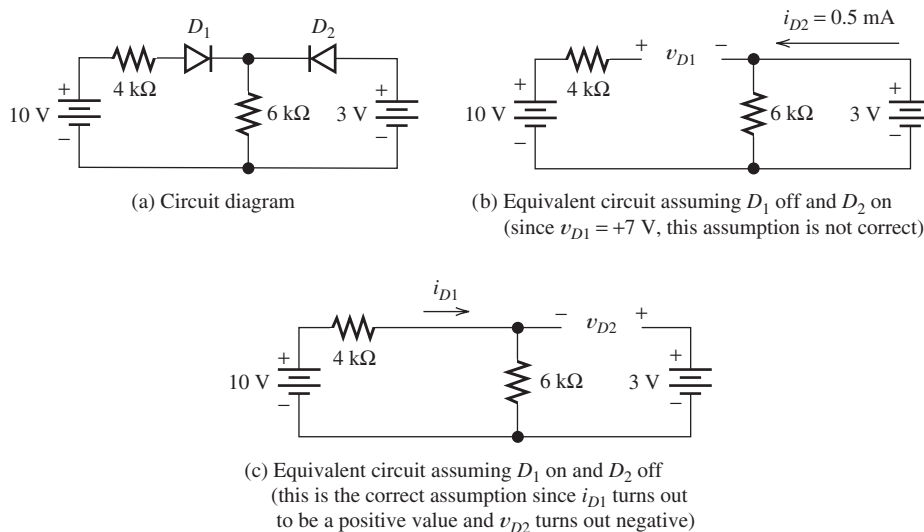 D1
D2
4 kΩ
10 V
+
−
6 kΩ
3 V
+
−
(a) Circuit diagram
iD2 = 0.5 mA
+ vD1 −
4 kΩ
10 V
+
−
6 kΩ
3 V
+
−
(b) Equivalent circuit assuming D1 off and D2 on
(since vD1 = +7 V, this assumption is not correct)
iD1
− vD2 +
4 kΩ
10 V
+
−
6 kΩ
3 V
+
−
(c) Equivalent circuit assuming D1 on and D2 off
(this is the correct assumption since iD1 turns out
to be a positive value and vD2 turns out negative)